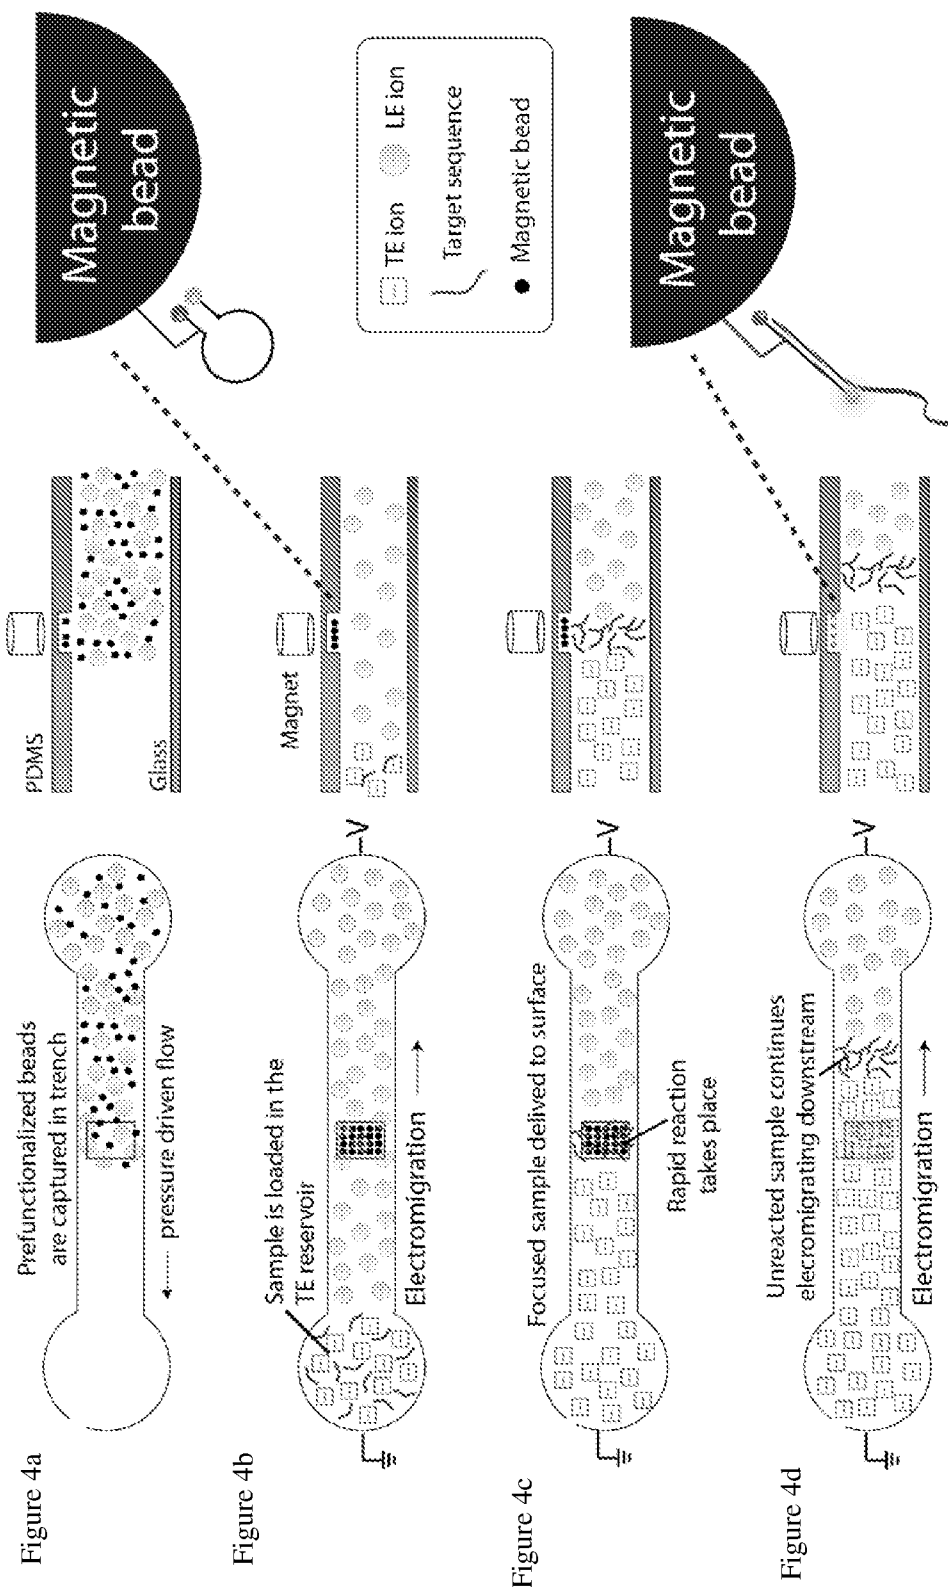 Figure 4a
Prefunctionalized beads
are captured in trench
pressure driven flow
PDMS
Glass
Magnetic
bead
Figure 4b
Sample is loaded in the
TE reservoir
Electromigration
V
Magnet
TE ion
LE ion
Target sequence
Magnetic bead
Figure 4c
Focused sample delived to surface
Rapid reaction
takes place
V
Figure 4d
Unreacted sample continues
elecromigrating downstream
Electromigration
V
Magnetic
bead